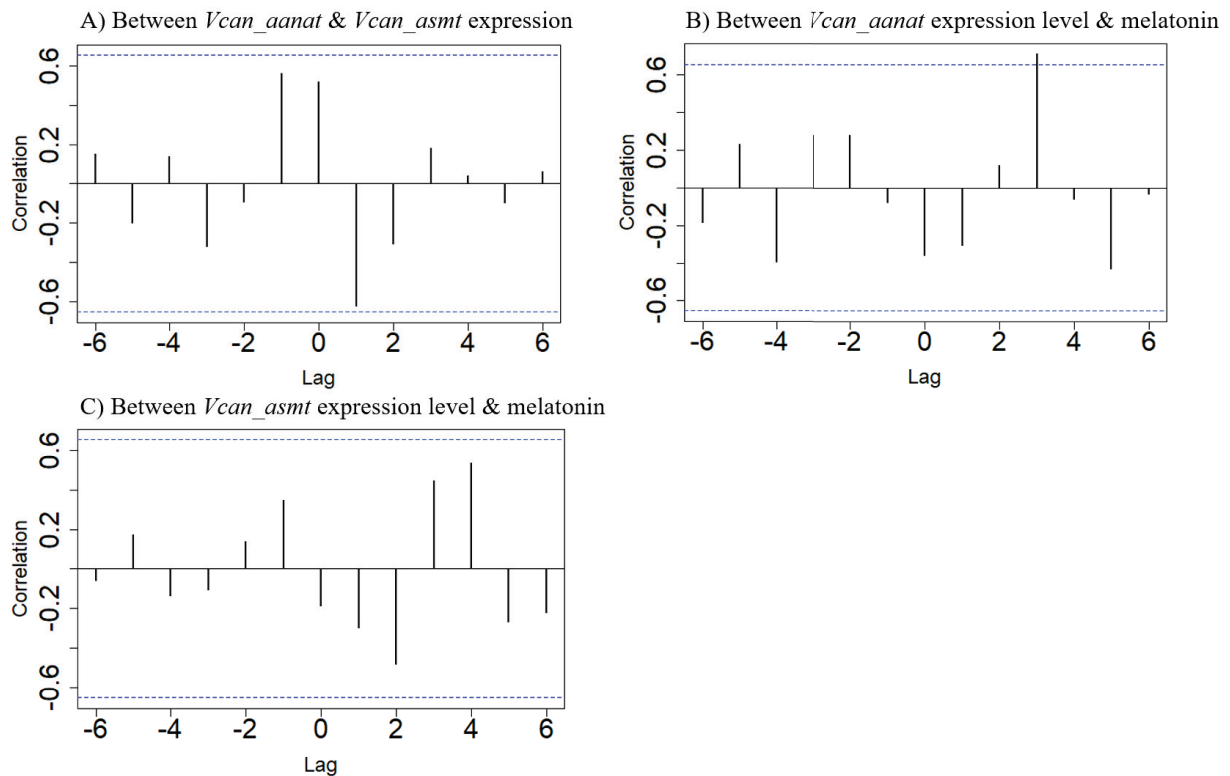 A) Between Vcan_aanat & Vcan_asmt expression
0.6
0.2
-0.2
-0.6
Correlation
-6 -4 -2 0 2 4 6
Lag
B) Between Vcan_aanat expression level & melatonin
0.6
0.2
-0.2
-0.6
Correlation
-6 -4 -2 0 2 4 6
Lag
C) Between Vcan_asmt expression level & melatonin
0.6
0.2
-0.2
-0.6
Correlation
-6 -4 -2 0 2 4 6
Lag